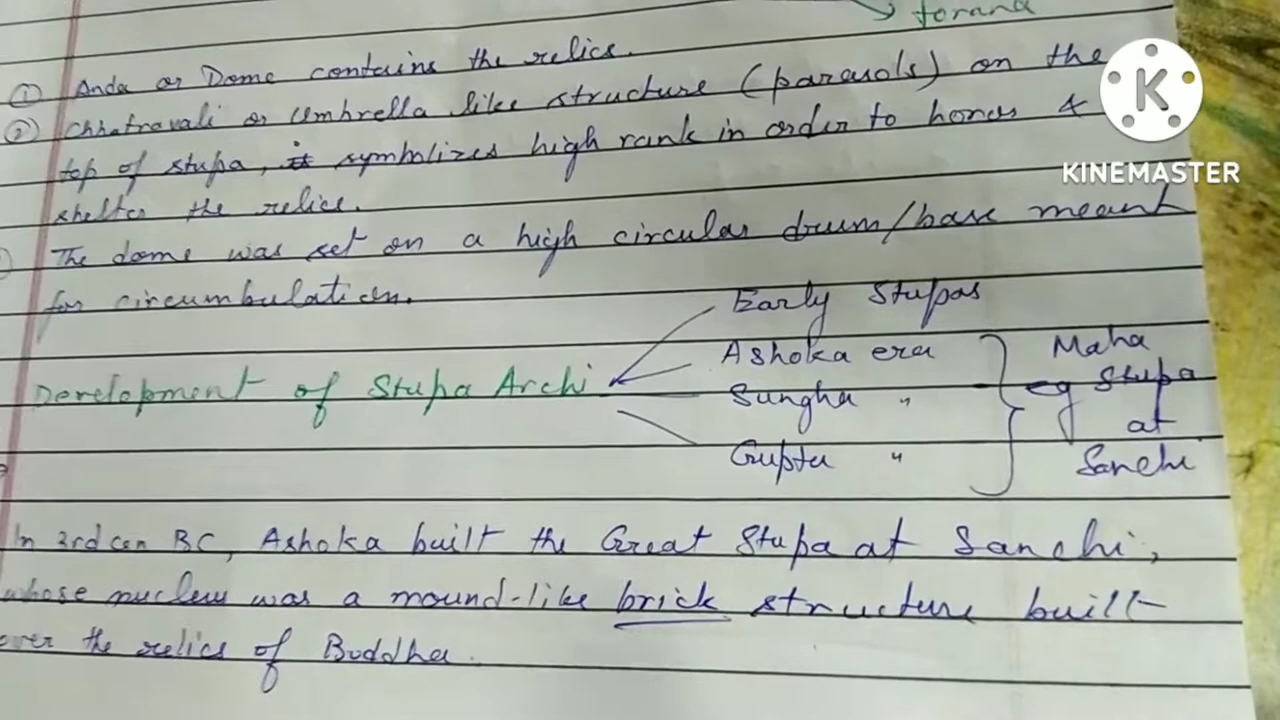 torana
① Anda or Dome contains the relics.
② Chhatravali or Umbrella like structure (parasols) on the
top of stupa, it symbolizes high rank in order to honor &
shelter the relics.
The dome was set on a high circular drum/base meant
for circumbulation.
Development of Stupa Archi
Early Stupas
Ashoka era
Sungha "
Gupta "
eg Maha
Stupa
at
Sanchi
In 3rd cen BC, Ashoka built the Great Stupa at Sanchi,
whose nucleus was a mound-like brick structure built
over the relics of Buddha.
K
KINEMASTER